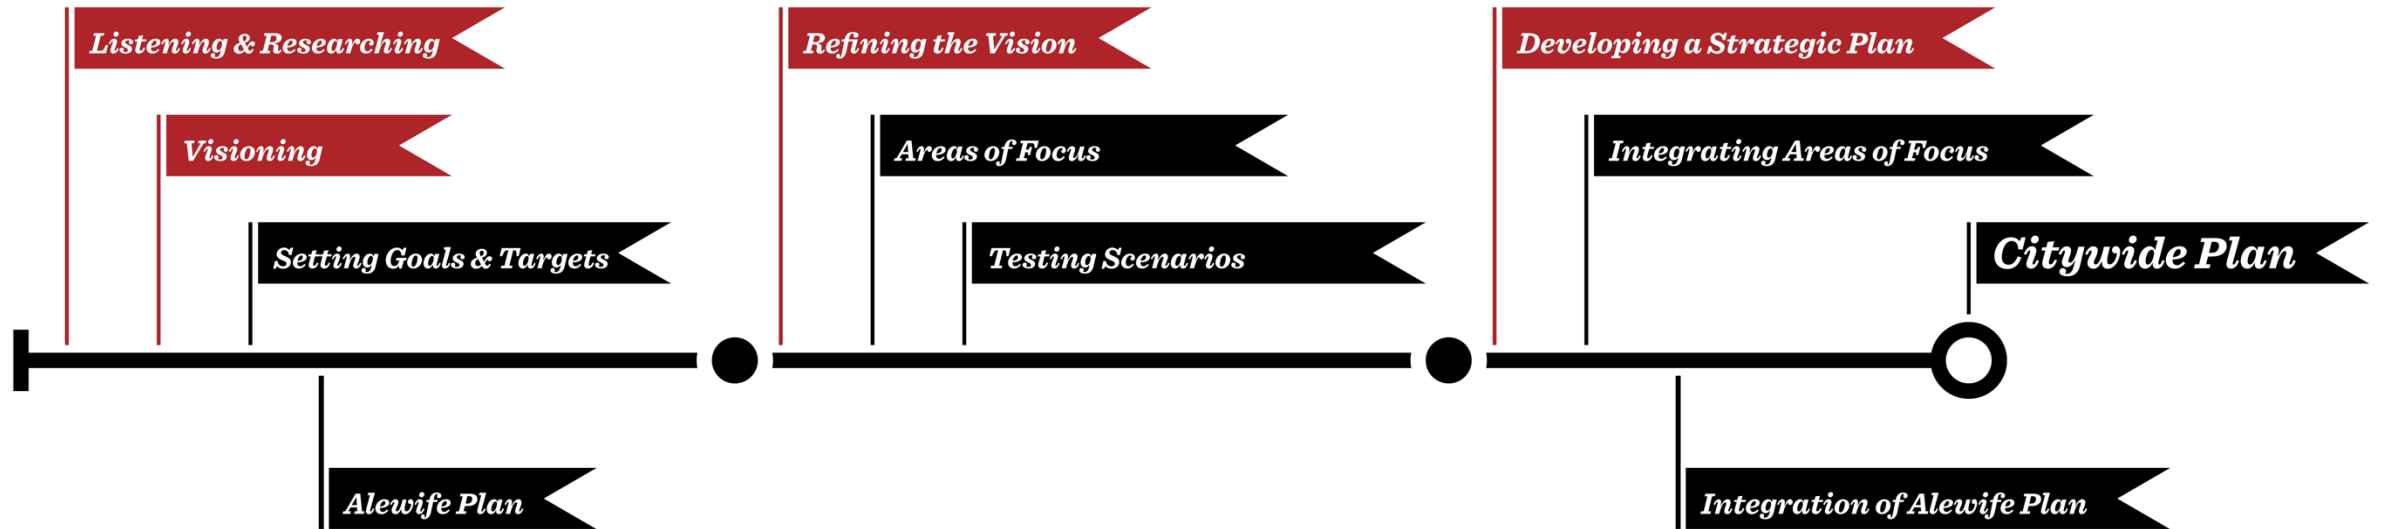 Listening & Researching
Visioning
Setting Goals & Targets
Alewife Plan
Refining the Vision
Areas of Focus
Testing Scenarios
Developing a Strategic Plan
Integrating Areas of Focus
Citywide Plan
Integration of Alewife Plan